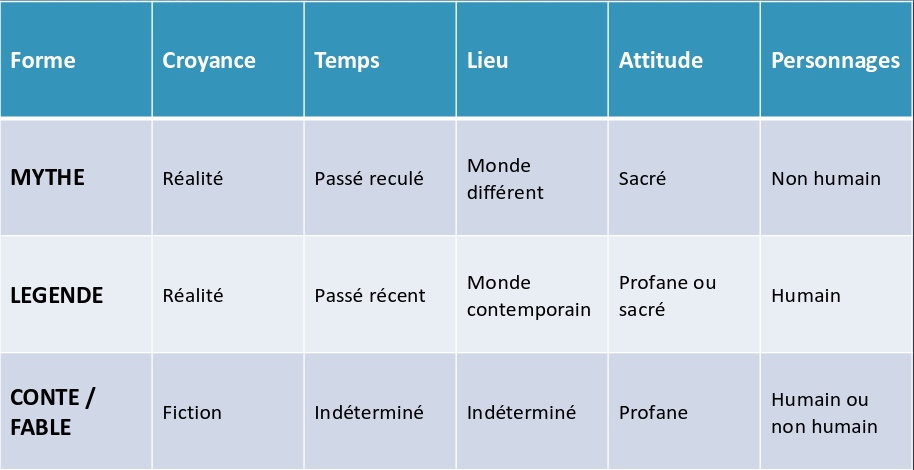 Forme Croyance Temps Lieu Attitude Personnages
MYTHE Réalité Passé reculé Monde différent Sacré Non humain
LEGENDE Réalité Passé récent Monde contemporain Profane ou sacré Humain
CONTE / FABLE Fiction Indéterminé Indéterminé Profane Humain ou non humain